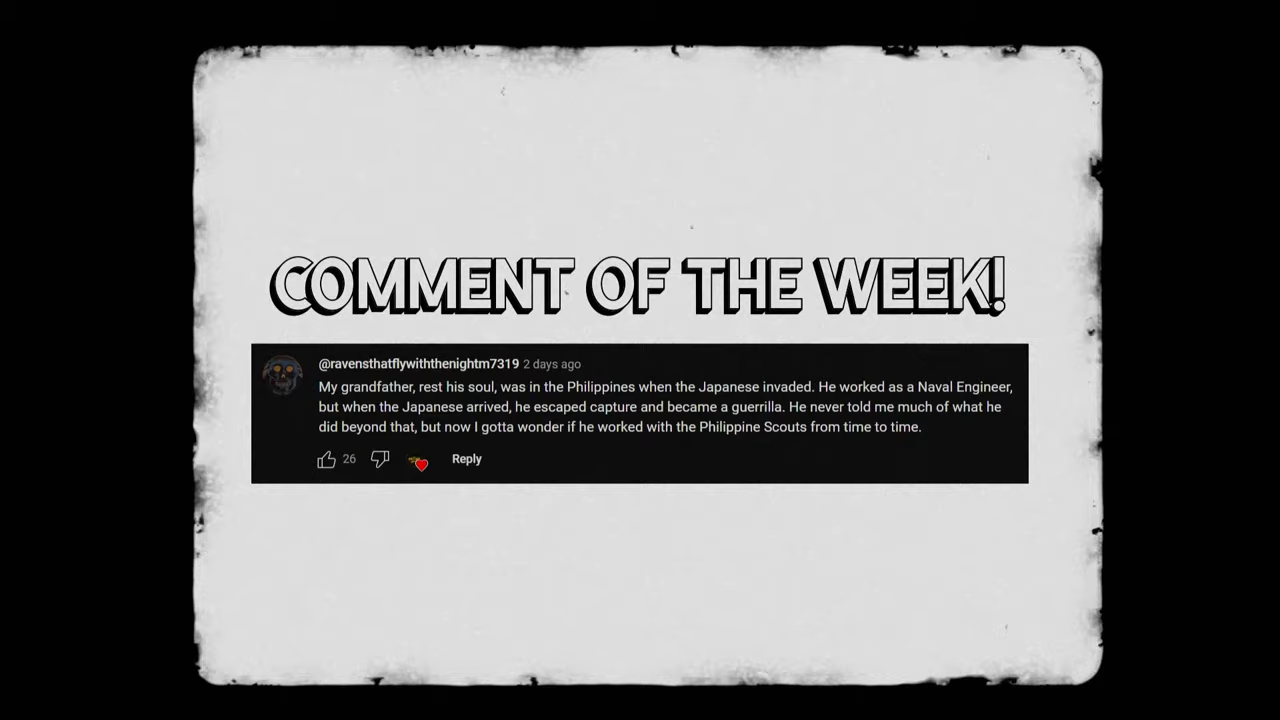 COMMENT OF THE WEEK!
@ravensthatflywiththenightm7319 2 days ago
My grandfather, rest his soul, was in the Philippines when the Japanese invaded. He worked as a Naval Engineer,
but when the Japanese arrived, he escaped capture and became a guerrilla. He never told me much of what he
did beyond that, but now I gotta wonder if he worked with the Philippine Scouts from time to time.
26 Reply